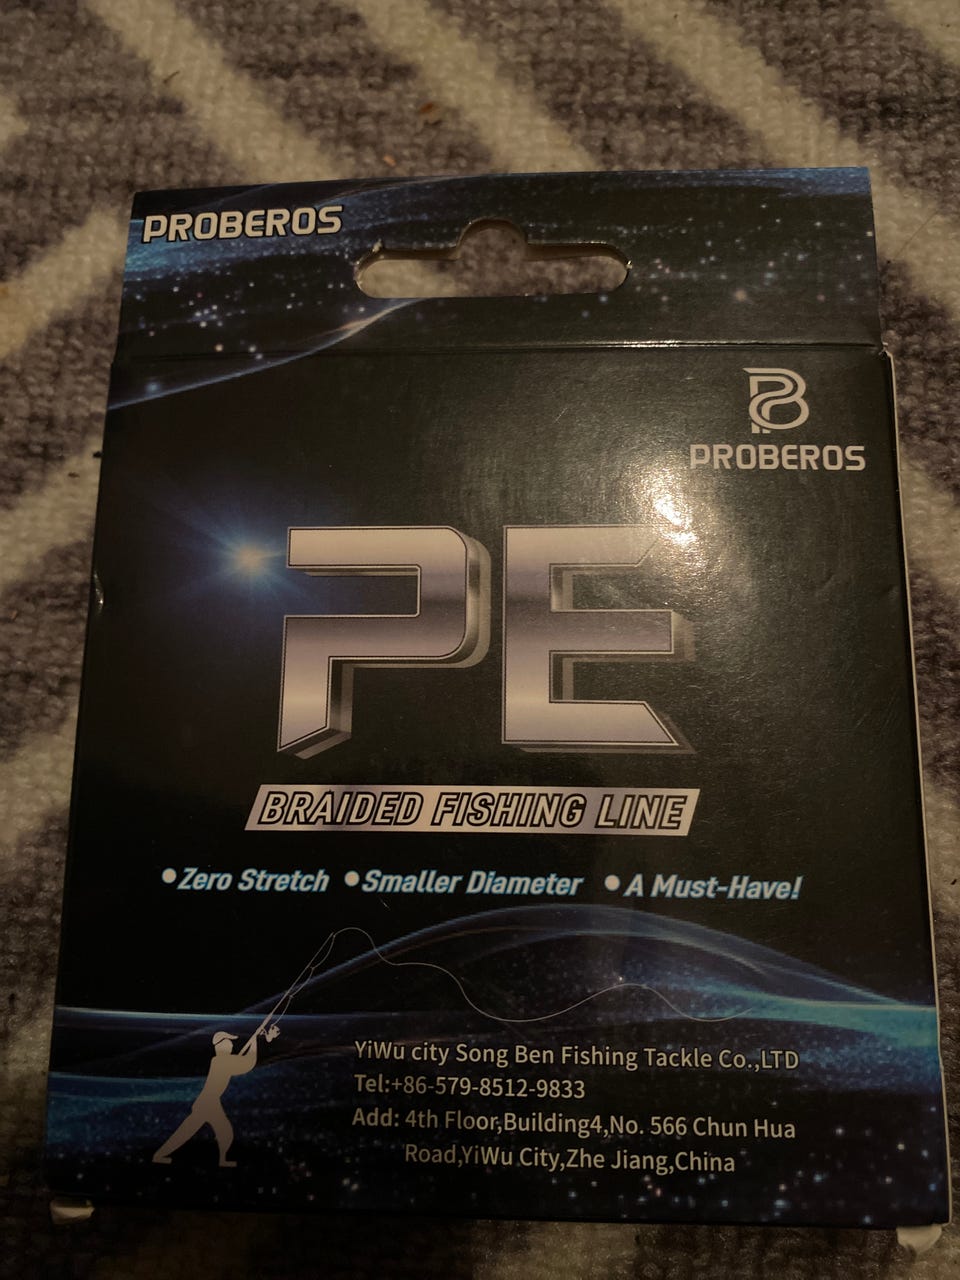 PROBEROS
PROBEROS
PE
BRAIDED FISHING LINE
•Zero Stretch •Smaller Diameter •A Must-Have!
YiWu city Song Ben Fishing Tackle Co.,LTD
Tel:+86-579-8512-9833
Add: 4th Floor,Building4,No. 566 Chun Hua
Road,YiWu City,Zhe Jiang,China